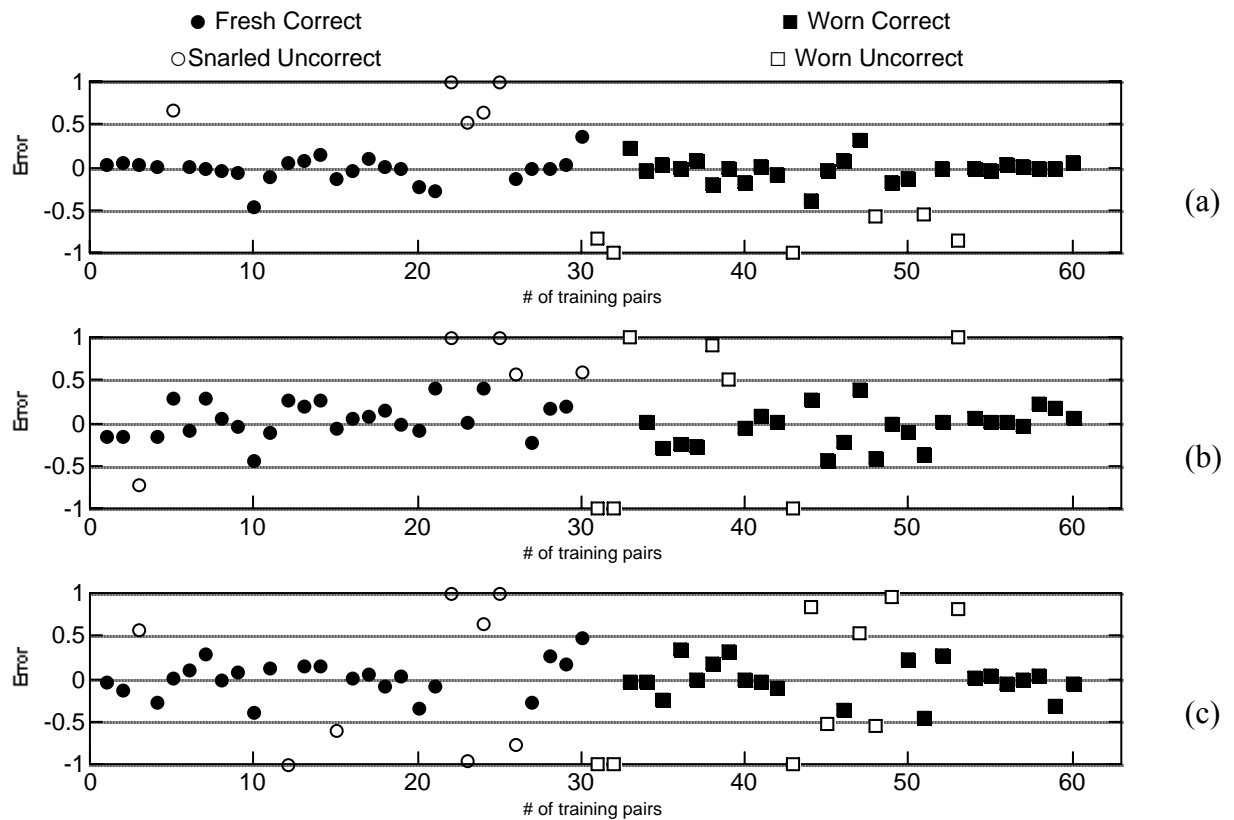 Fresh Correct Worn Correct
Snarled Uncorrect Worn Uncorrect
1
0.5
0
-0.5
-1
Error
0 10 20 30 40 50 60
# of training pairs
(a)
1
0.5
0
-0.5
-1
Error
0 10 20 30 40 50 60
# of training pairs
(b)
1
0.5
0
-0.5
-1
Error
0 10 20 30 40 50 60
# of training pairs
(c)